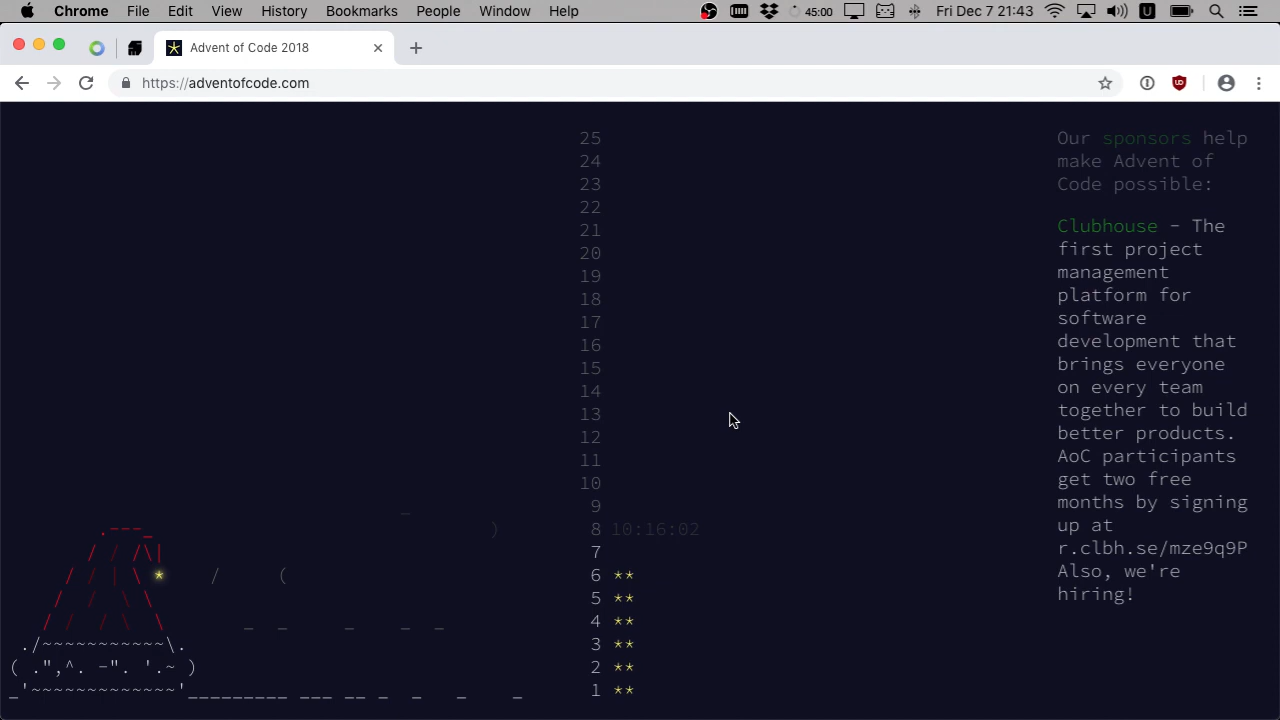 Chrome File Edit View History Bookmarks People Window Help 45:00 U Fri Dec 7 21:43
Advent of Code 2018
https://adventofcode.com
25
24
23
22
21
20
19
18
17
16
15
14
13
12
11
10
9
8 10:16:02
7
6 **
5 **
4 **
3 **
2 **
1 **
Our sponsors help
make Advent of
Code possible:
Clubhouse - The
first project
management
platform for
software
development that
brings everyone
on every team
together to build
better products.
AoC participants
get two free
months by signing
up at
r.clbh.se/mze9q9P
Also, we're
hiring!